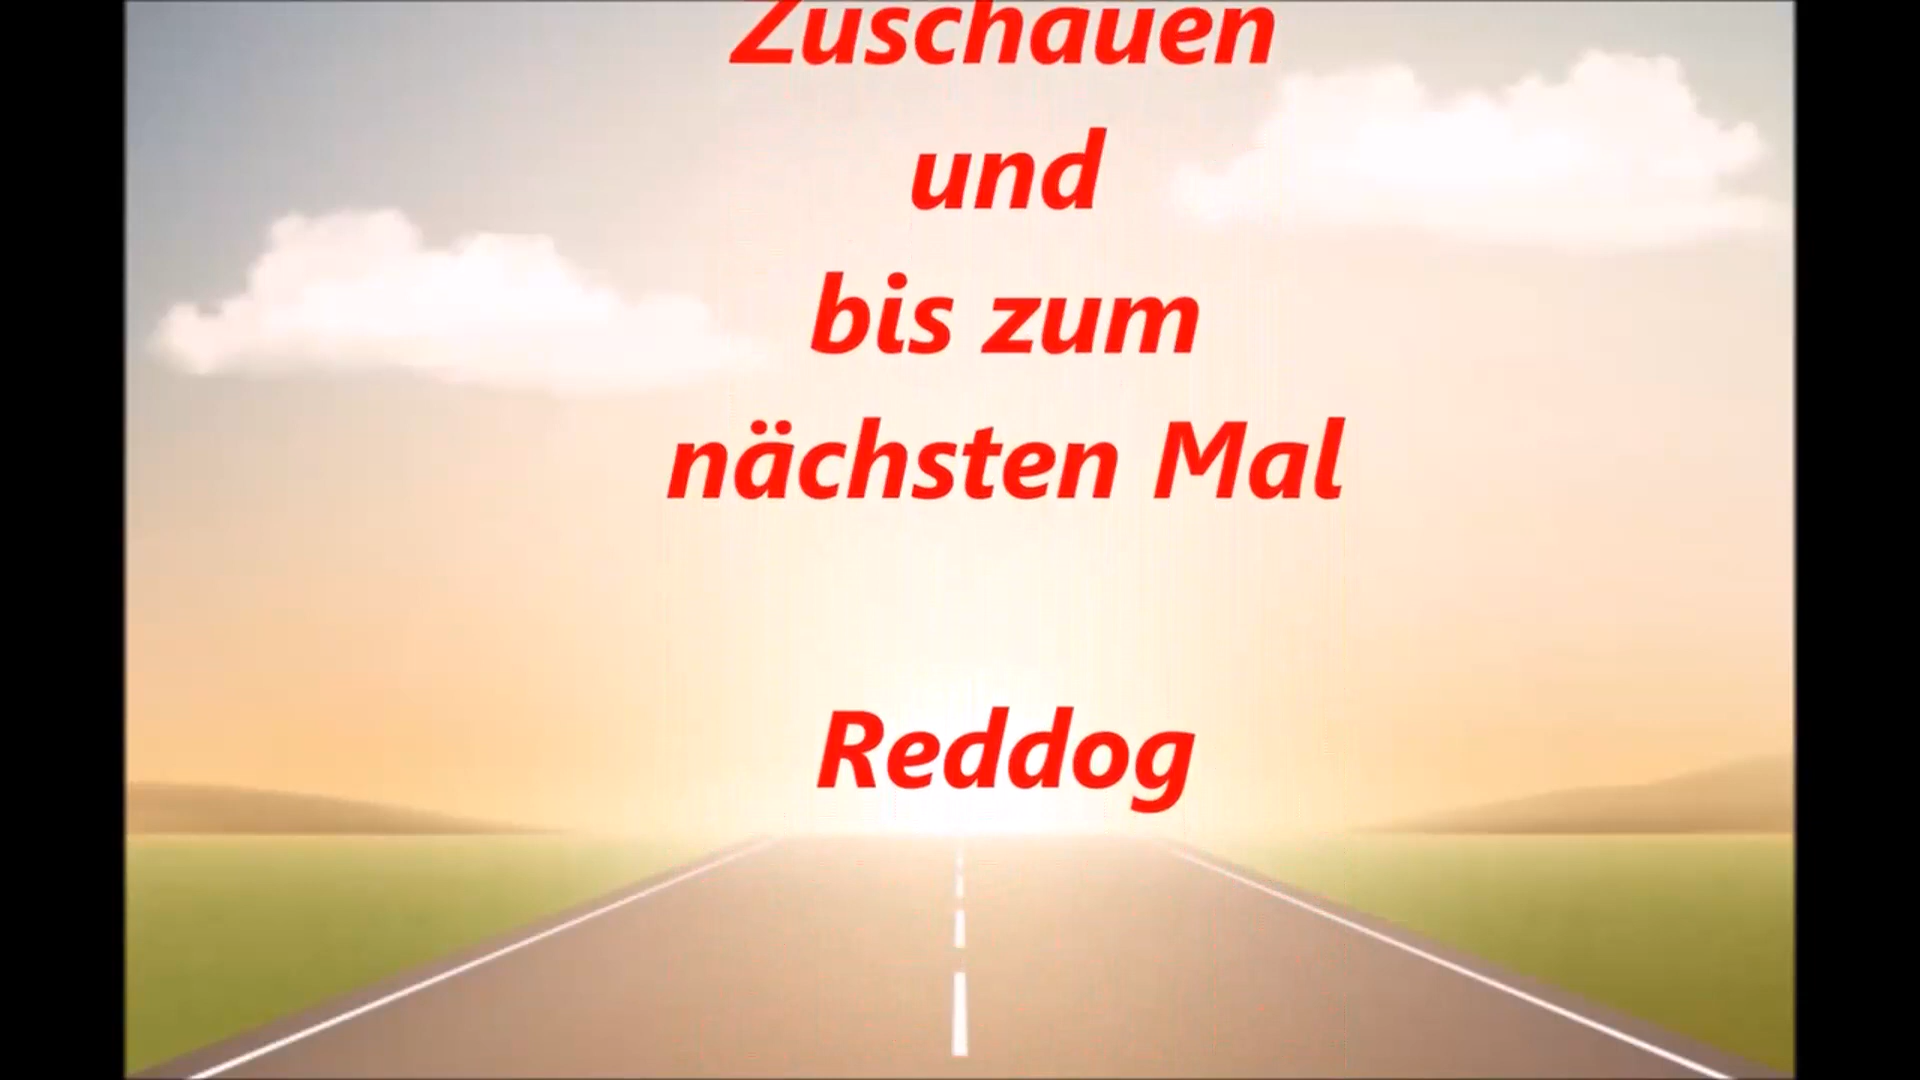 Zuschauen
und
bis zum
nächsten Mal
Reddog